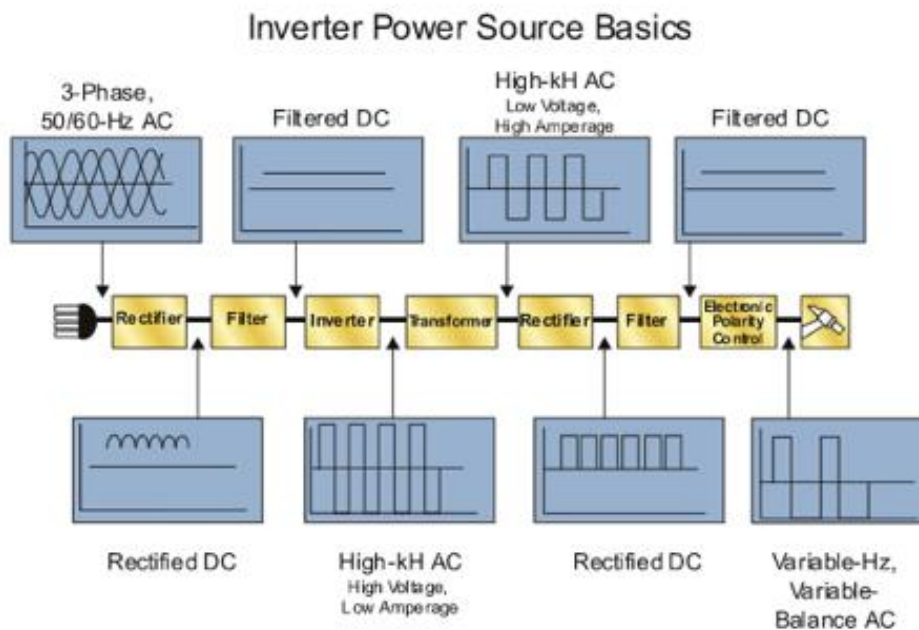 Inverter Power Source Basics
3-Phase,
50/60-Hz AC
Filtered DC
High-kH AC
Low Voltage,
High Amperage
Filtered DC
Rectifier
Filter
Inverter
Transformer
Rectifier
Filter
Electronic
Polarity
Control
Rectified DC
High-kH AC
High Voltage,
Low Amperage
Rectified DC
Variable-Hz,
Variable-
Balance AC